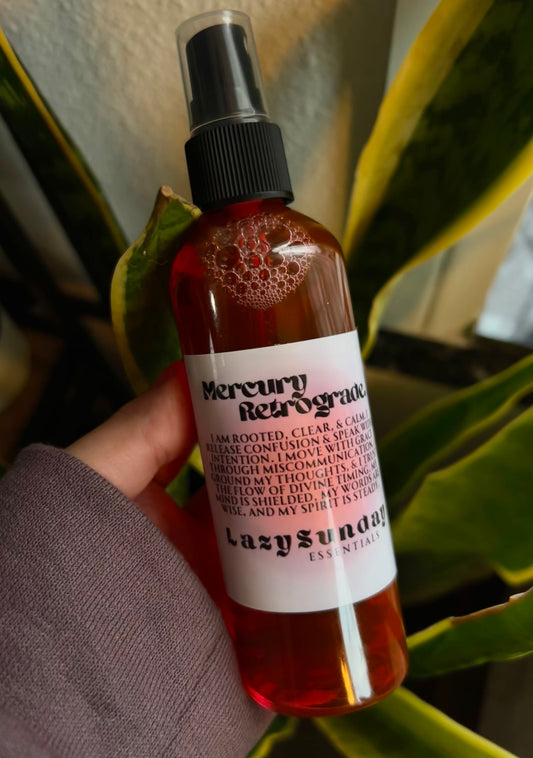 Mercury
Retrograde.
I AM ROOTED, CLEAR, & CALM. I
RELEASE CONFUSION & SPEAK WITH
INTENTION. I MOVE WITH GRACE
THROUGH MISCOMMUNICATION. I
GROUND MY THOUGHTS, & I TRUST
THE FLOW OF DIVINE TIMING. MY
MIND IS SHIELDED, MY WORDS ARE
WISE, AND MY SPIRIT IS STEADY.
LazySunday
ESSENTIALS